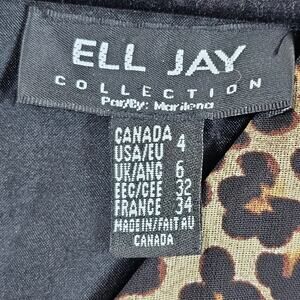 ELL JAY
COLLECTION
Par/By: Marilena
CANADA 4
USA/EU
UK/ANG 6
EEC/CEE 32
FRANCE 34
MADE IN/FAIT AU
CANADA